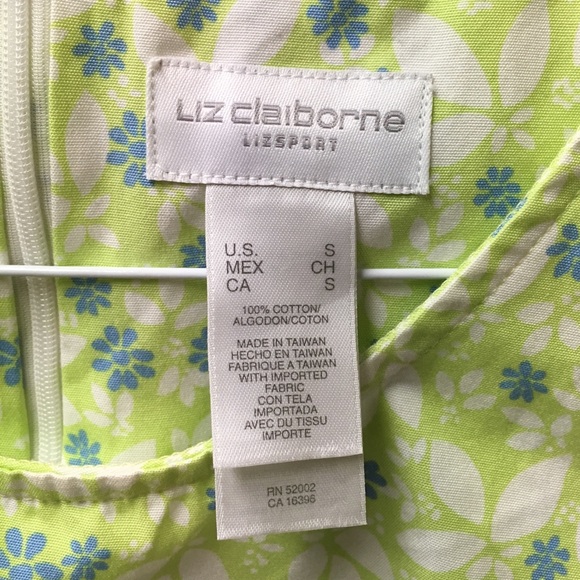 Liz claiborne
LIZSPORT
U.S. S
MEX CH
CA S
100% COTTON/
ALGODON/COTON
MADE IN TAIWAN
HECHO EN TAIWAN
FABRIQUE A TAIWAN
WITH IMPORTED
FABRIC
CON TELA
IMPORTADA
AVEC DU TISSU
IMPORTE
RN 52002
CA 16396